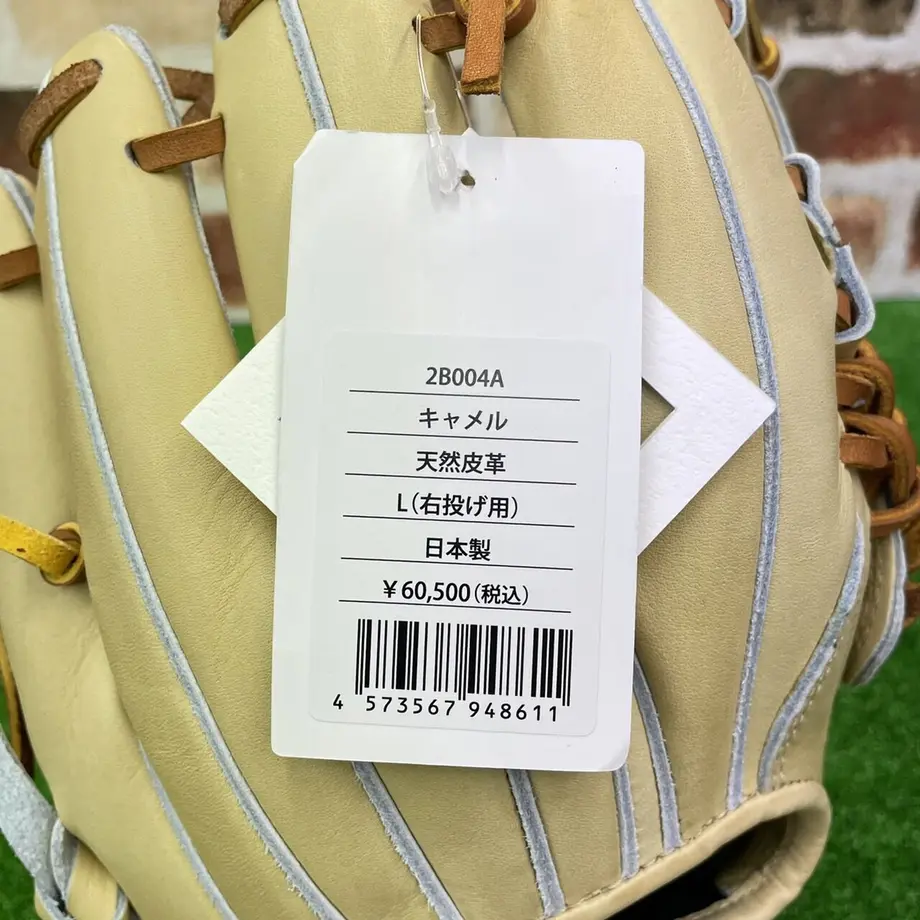 2B004A
キャメル
天然皮革
L(右投げ用)
日本製
￥60,500(税込)
4 573567 948611